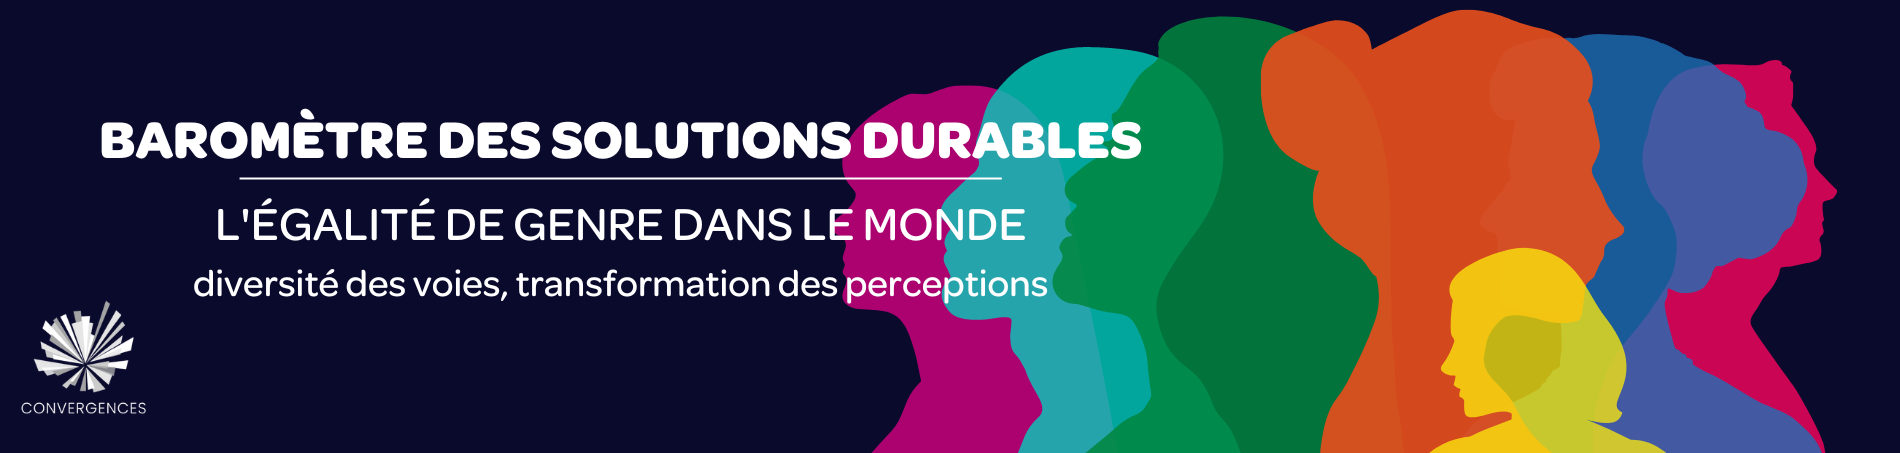 BAROMÈTRE DES SOLUTIONS DURABLES
L'ÉGALITÉ DE GENRE DANS LE MONDE
diversité des voies, transformation des perceptions
CONVERGENCES